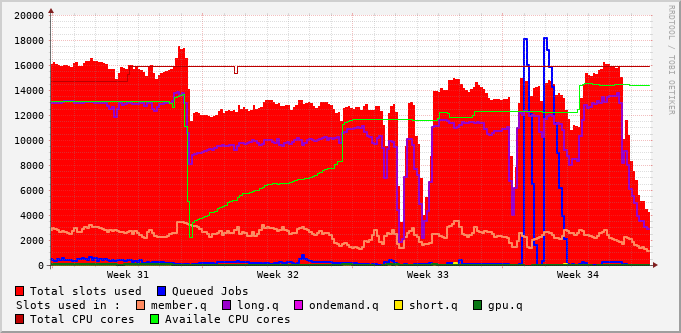 20000
18000
16000
14000
12000
10000
8000
6000
4000
2000
0
Week 31 Week 32 Week 33 Week 34
RRDTOOL / TOBI OETIKER
Total slots used Queued Jobs
Slots used in : member.q long.q ondemand.q short.q gpu.q
Total CPU cores Availale CPU cores